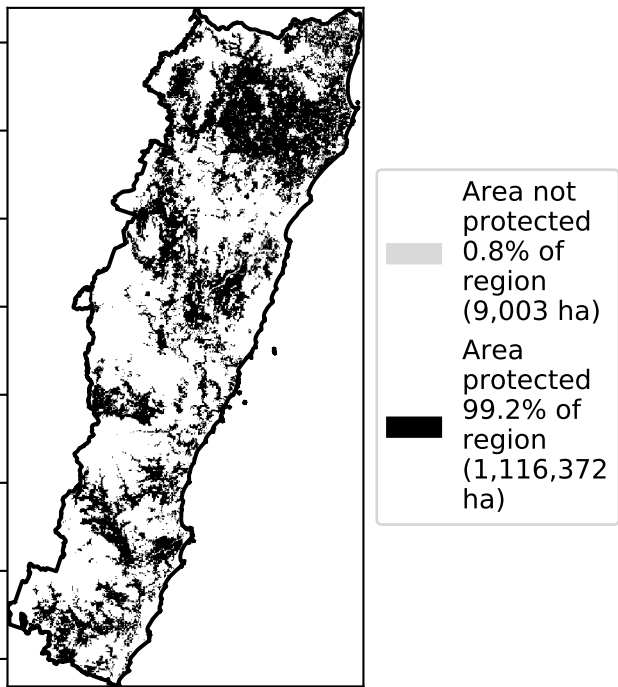 Area not
protected
0.8% of
region
(9,003 ha)
Area
protected
99.2% of
region
(1,116,372
ha)